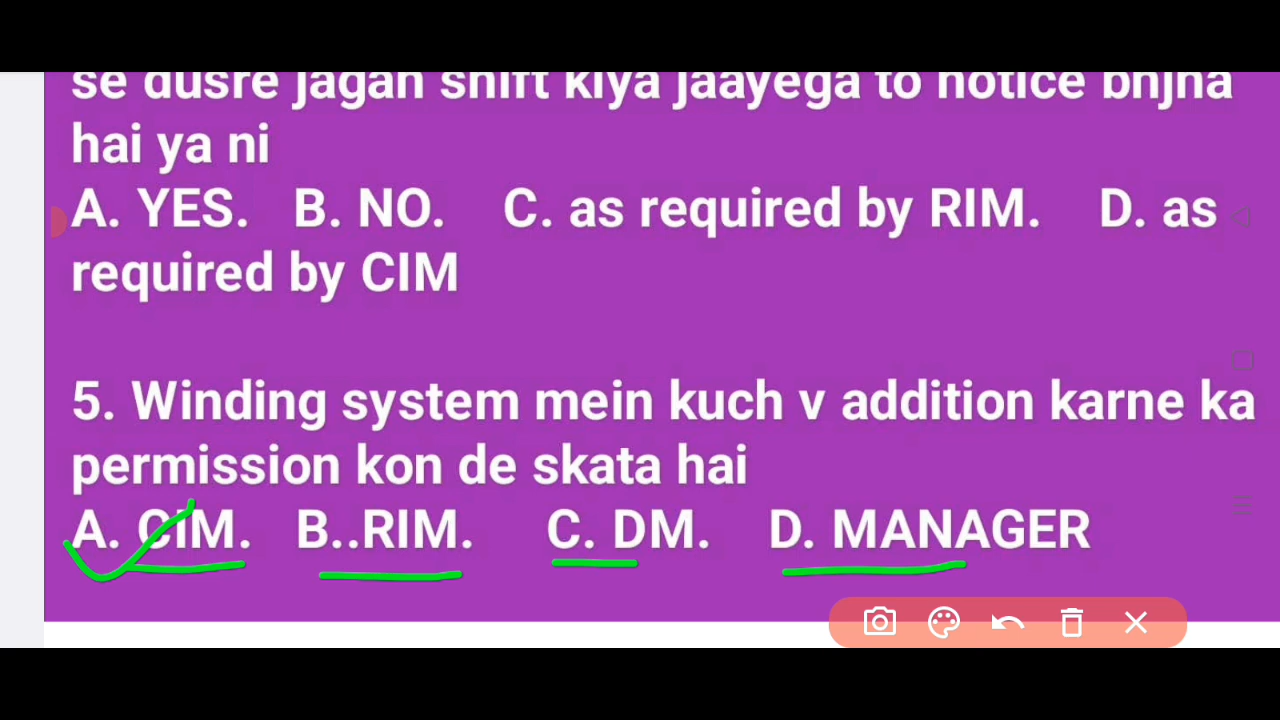 se dusre jagah shift kiya jaayega to notice bhjna
hai ya ni
A. YES. B. NO. C. as required by RIM. D. as
required by CIM
5. Winding system mein kuch v addition karne ka
permission kon de skata hai
A. CIM. B..RIM. C. DM. D. MANAGER